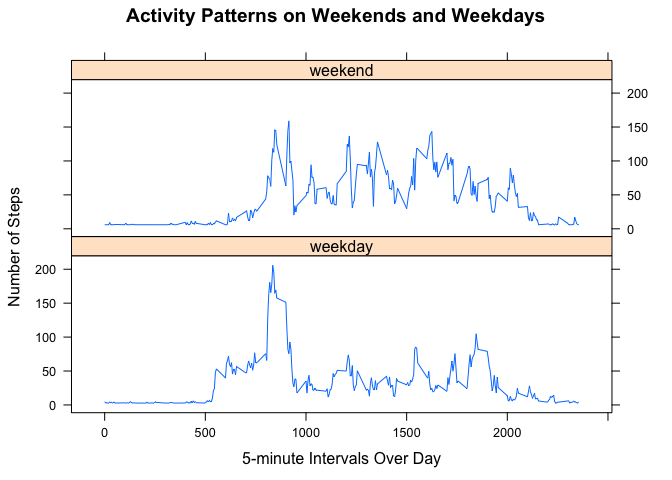 Activity Patterns on Weekends and Weekdays
weekend
200
150
100
50
0
weekday
200
150
100
50
0
Number of Steps
0 500 1000 1500 2000
5-minute Intervals Over Day